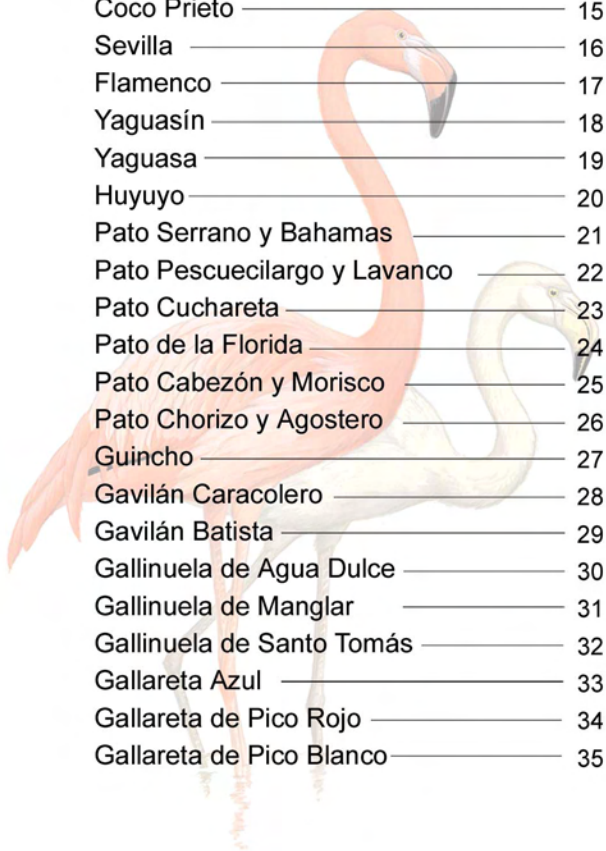 Coco Prieto 15
Sevilla 16
Flamenco 17
Yaguasín 18
Yaguasa 19
Huyuyo 20
Pato Serrano y Bahamas 21
Pato Pescuecilargo y Lavanco 22
Pato Cuchareta 23
Pato de la Florida 24
Pato Cabezón y Morisco 25
Pato Chorizo y Agostero 26
Guincho 27
Gavilán Caracolero 28
Gavilán Batista 29
Gallinuela de Agua Dulce 30
Gallinuela de Manglar 31
Gallinuela de Santo Tomás 32
Gallareta Azul 33
Gallareta de Pico Rojo 34
Gallareta de Pico Blanco 35